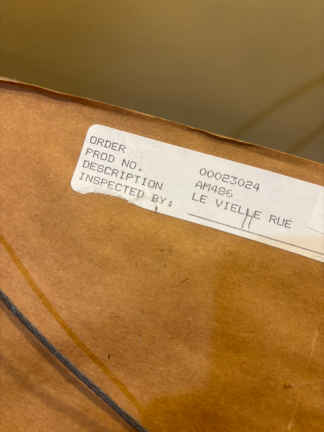 ORDER 00023024
PROD NO. AM486
DESCRIPTION LE VIELLE RUE
INSPECTED BY: